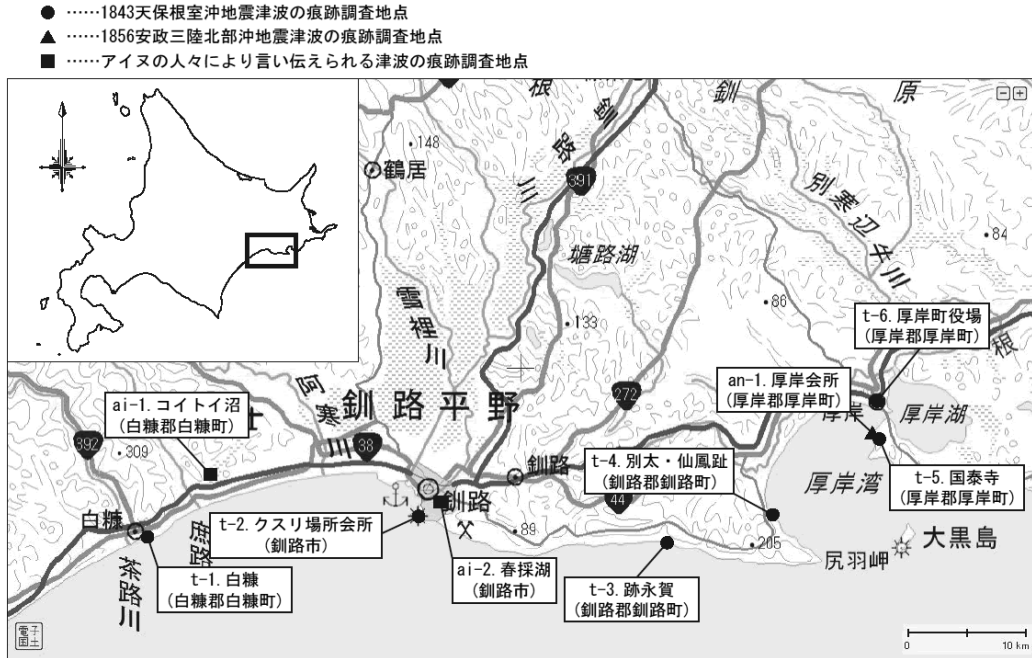 ● ……1843天保根室沖地震津波の痕跡調査地点
▲ ……1856安政三陸北部沖地震津波の痕跡調査地点
■ ……アイヌの人々により言い伝えられる津波の痕跡調査地点
根
釧
原
148
鶴居
釧路川
391
別寒辺牛川
84
塘路湖
86
133
雪裡川
t-6. 厚岸町役場
(厚岸郡厚岸町)
根
an-1. 厚岸会所
(厚岸郡厚岸町)
272
厚岸
厚岸湖
ai-1. コイトイ沼
(白糠郡白糠町)
阿寒川
釧路平野
38
392
309
t-4. 別太・仙鳳趾
(釧路郡釧路町)
釧路
厚岸湾
t-5. 国泰寺
(厚岸郡厚岸町)
44
釧路
白糠
t-2. クスリ場所会所
(釧路市)
89
205
大黒島
尻羽岬
茶路川
t-1. 白糠
(白糠郡白糠町)
ai-2. 春採湖
(釧路市)
t-3. 跡永賀
(釧路郡釧路町)
電子国土
0 10 km